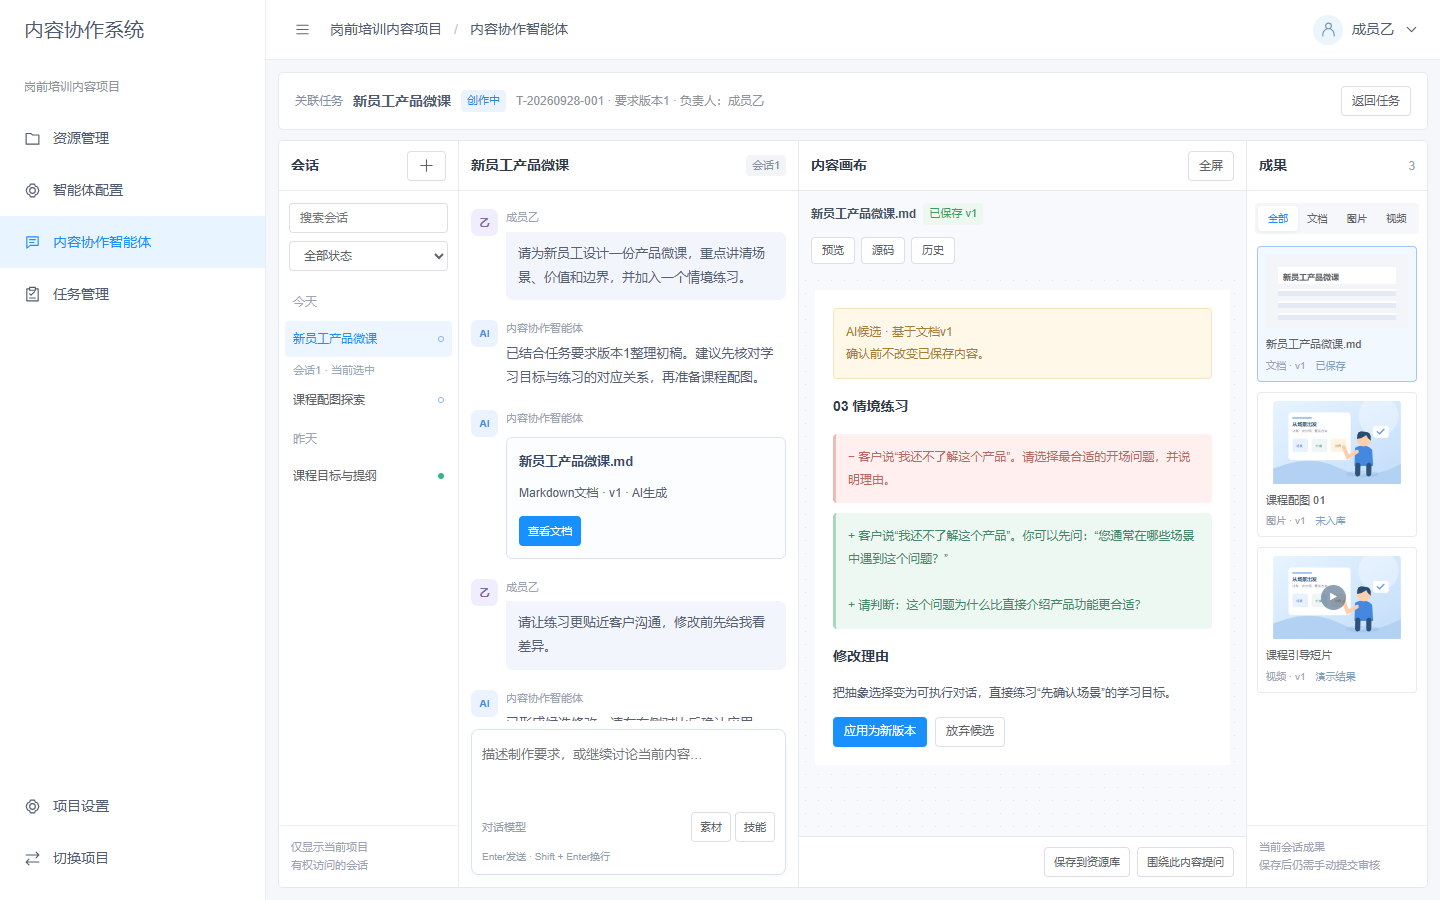 内容协作系统
岗前培训内容项目
资源管理
智能体配置
内容协作智能体
任务管理
项目设置
切换项目
岗前培训内容项目 / 内容协作智能体
成员乙
关联任务 新员工产品微课 创作中 T-20260928-001 · 要求版本1 · 负责人：成员乙
返回任务
会话
搜索会话
全部状态
今天
新员工产品微课
会话1 · 当前选中
课程配图探索
昨天
课程目标与提纲
仅显示当前项目
有权访问的会话
新员工产品微课 会话1
乙 成员乙
请为新员工设计一份产品微课，重点讲清场
景、价值和边界，并加入一个情境练习。
AI 内容协作智能体
已结合任务要求版本1整理初稿。建议先核对学
习目标与练习的对应关系，再准备课程配图。
AI 内容协作智能体
新员工产品微课.md
Markdown文档 · v1 · AI生成
查看文档
乙 成员乙
请让练习更贴近客户沟通，修改前先给我看
差异。
AI 内容协作智能体
描述制作要求，或继续讨论当前内容...
对话模型 素材 技能
Enter发送 · Shift + Enter换行
内容画布 全屏
新员工产品微课.md 已保存 v1
预览 源码 历史
AI候选 · 基于文档v1
确认前不改变已保存内容。
03 情境练习
− 客户说“我还不了解这个产品”。请选择最合适的开场问题，并说
明理由。
+ 客户说“我还不了解这个产品”。你可以先问：“您通常在哪些场景
中遇到这个问题？”
+ 请判断：这个问题为什么比直接介绍产品功能更合适？
修改理由
把抽象选择变为可执行对话，直接练习“先确认场景”的学习目标。
应用为新版本 放弃候选
保存到资源库 围绕此内容提问
成果 3
全部 文档 图片 视频
新员工产品微课
新员工产品微课.md
文档 · v1 已保存
从场景出发
课程配图 01
图片 · v1 未入库
从场景出发
课程引导短片
视频 · v1 演示结果
当前会话成果
保存后仍需手动提交审核